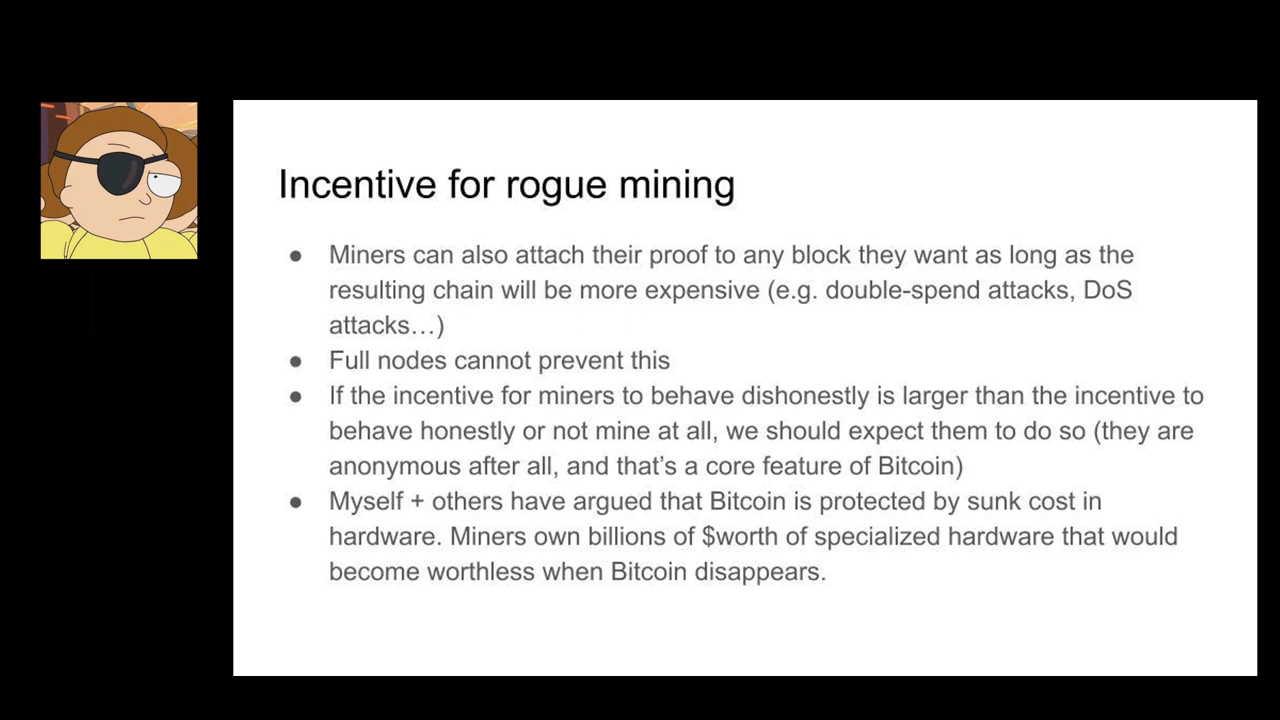 Incentive for rogue mining
● Miners can also attach their proof to any block they want as long as the
resulting chain will be more expensive (e.g. double-spend attacks, DoS
attacks…)
● Full nodes cannot prevent this
● If the incentive for miners to behave dishonestly is larger than the incentive to
behave honestly or not mine at all, we should expect them to do so (they are
anonymous after all, and that’s a core feature of Bitcoin)
● Myself + others have argued that Bitcoin is protected by sunk cost in
hardware. Miners own billions of $worth of specialized hardware that would
become worthless when Bitcoin disappears.